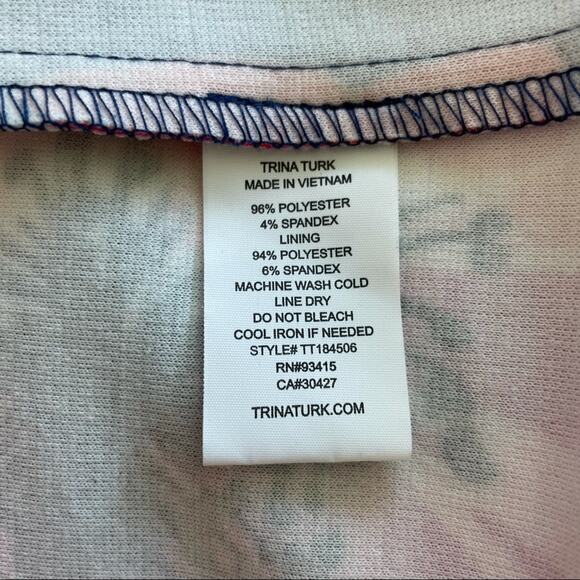 TRINA TURK
MADE IN VIETNAM
96% POLYESTER
4% SPANDEX
LINING
94% POLYESTER
6% SPANDEX
MACHINE WASH COLD
LINE DRY
DO NOT BLEACH
COOL IRON IF NEEDED
STYLE# TT184506
RN#93415
CA#30427
TRINATURK.COM